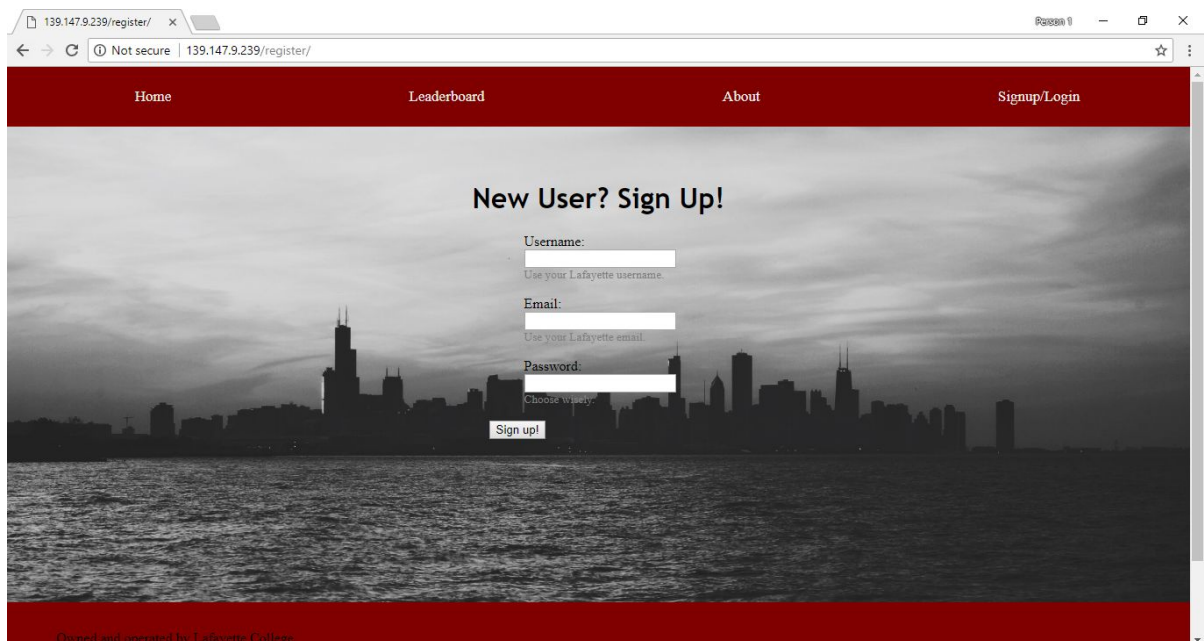 139.147.9.239/register/
Person 1
Not secure
139.147.9.239/register/
Home
Leaderboard
About
Signup/Login
New User? Sign Up!
Username:
Use your Lafayette username.
Email:
Use your Lafayette email.
Password:
Choose wisely.
Sign up!
Owned and operated by Lafayette College